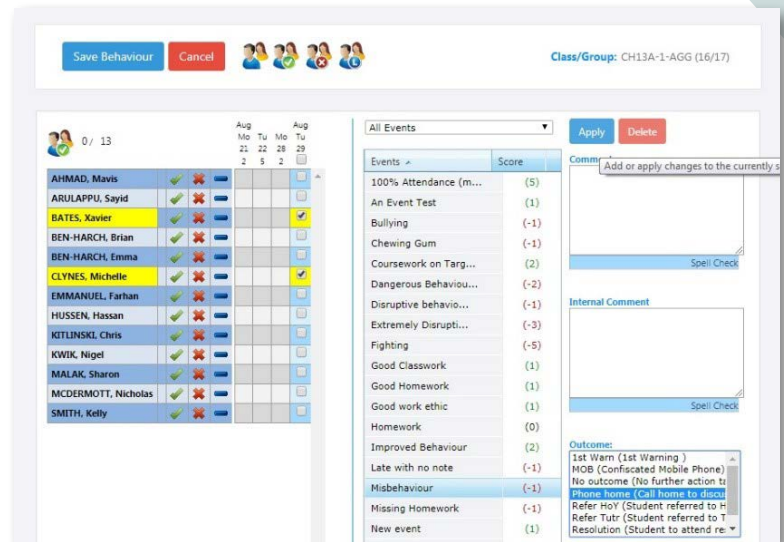 Save Behaviour
Cancel
Class/Group: CH13A-1-AGG (16/17)
0/ 13
Aug Aug
Mo Tu Mo Tu
21 22 28 29
2 5 2
AHMAD, Mavis
ARULAPPU, Sayid
BATES, Xavier
BEN-HARCH, Brian
BEN-HARCH, Emma
CLYNES, Michelle
EMMANUEL, Farhan
HUSSEN, Hassan
KITLINSKI, Chris
KWIK, Nigel
MALAK, Sharon
MCDERMOTT, Nicholas
SMITH, Kelly
All Events
Events Score
100% Attendance (m... (5)
An Event Test (1)
Bullying (-1)
Chewing Gum (-1)
Coursework on Targ... (2)
Dangerous Behaviou... (-2)
Disruptive behavio... (-1)
Extremely Disrupti... (-3)
Fighting (-5)
Good Classwork (1)
Good Homework (1)
Good work ethic (1)
Homework (0)
Improved Behaviour (2)
Late with no note (-1)
Misbehaviour (-1)
Missing Homework (-1)
New event (1)
Apply
Delete
Add or apply changes to the currently s
Spell Check
Internal Comment
Spell Check
Outcome:
1st Warn (1st Warning )
MOB (Confiscated Mobile Phone)
No outcome (No further action ta
Phone home (Call home to discu
Refer HoY (Student referred to H
Refer Tutr (Student referred to T
Resolution (Student to attend re